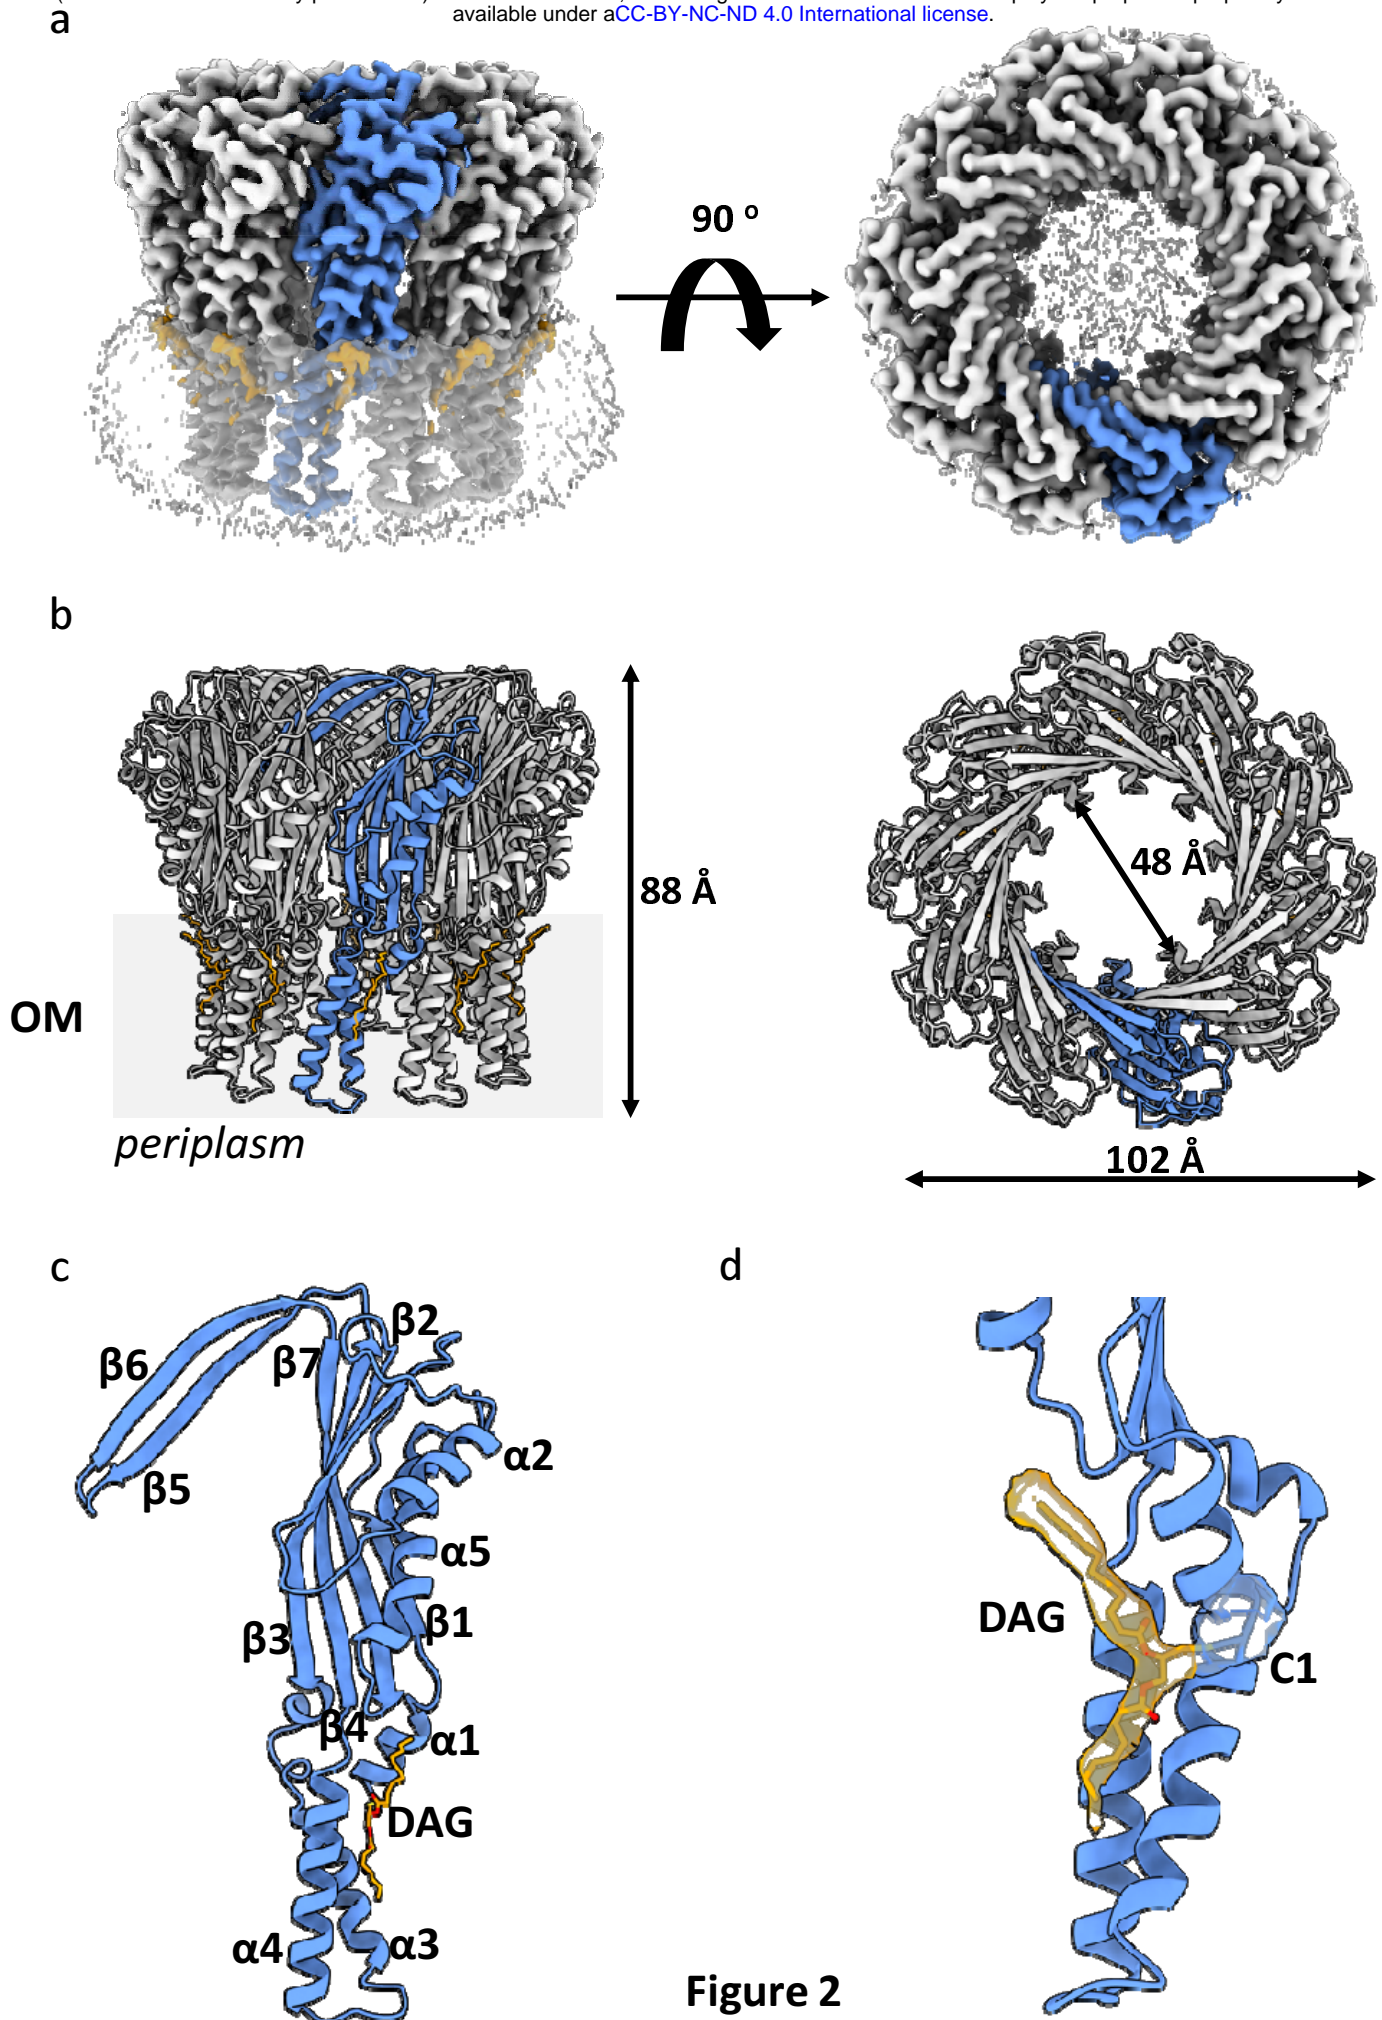 available under aCC-BY-NC-ND 4.0 International license.
a
90 º
b
88 Å
48 Å
OM
periplasm
102 Å
c
d
β2
β6
β7
α2
β5
α5
DAG
β3
β1
C1
β4
α1
DAG
α4
α3
Figure 2